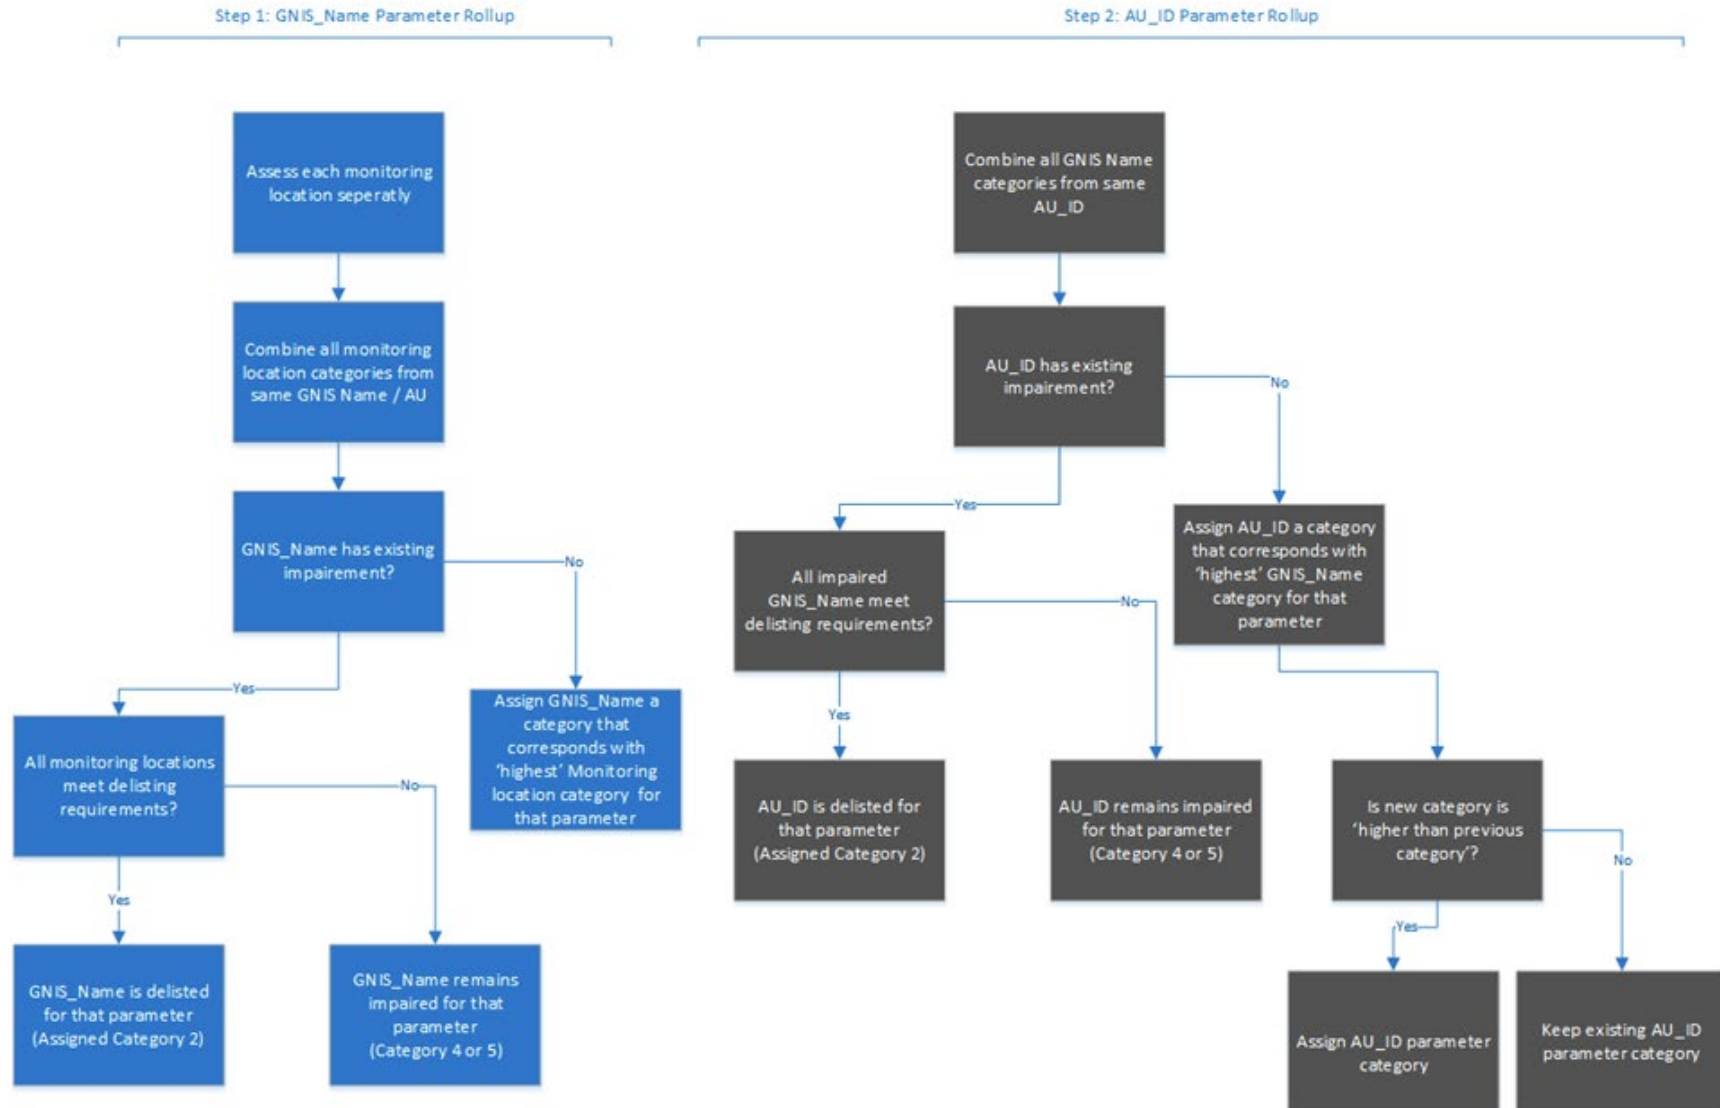 Step 1: GNIS_Name Parameter Rollup
Assess each monitoring
location seperatly
Combine all monitoring
location categories from
same GNIS Name / AU
GNIS_Name has existing
impairement?
No
Yes
Assign GNIS_Name a
category that
corresponds with
‘highest’ Monitoring
location category for
that parameter
All monitoring locations
meet delisting
requirements?
No
Yes
GNIS_Name is delisted
for that parameter
(Assigned Category 2)
GNIS_Name remains
impaired for that
parameter
(Category 4 or 5)
Step 2: AU_ID Parameter Rollup
Combine all GNIS Name
categories from same
AU_ID
AU_ID has existing
impairement?
No
Yes
Assign AU_ID a category
that corresponds with
‘highest’ GNIS_Name
category for that
parameter
All impaired
GNIS_Name meet
delisting requirements?
No
Yes
AU_ID is delisted for
that parameter
(Assigned Category 2)
AU_ID remains impaired
for that parameter
(Category 4 or 5)
Is new category is
‘higher than previous
category’?
No
Yes
Assign AU_ID parameter
category
Keep existing AU_ID
parameter category